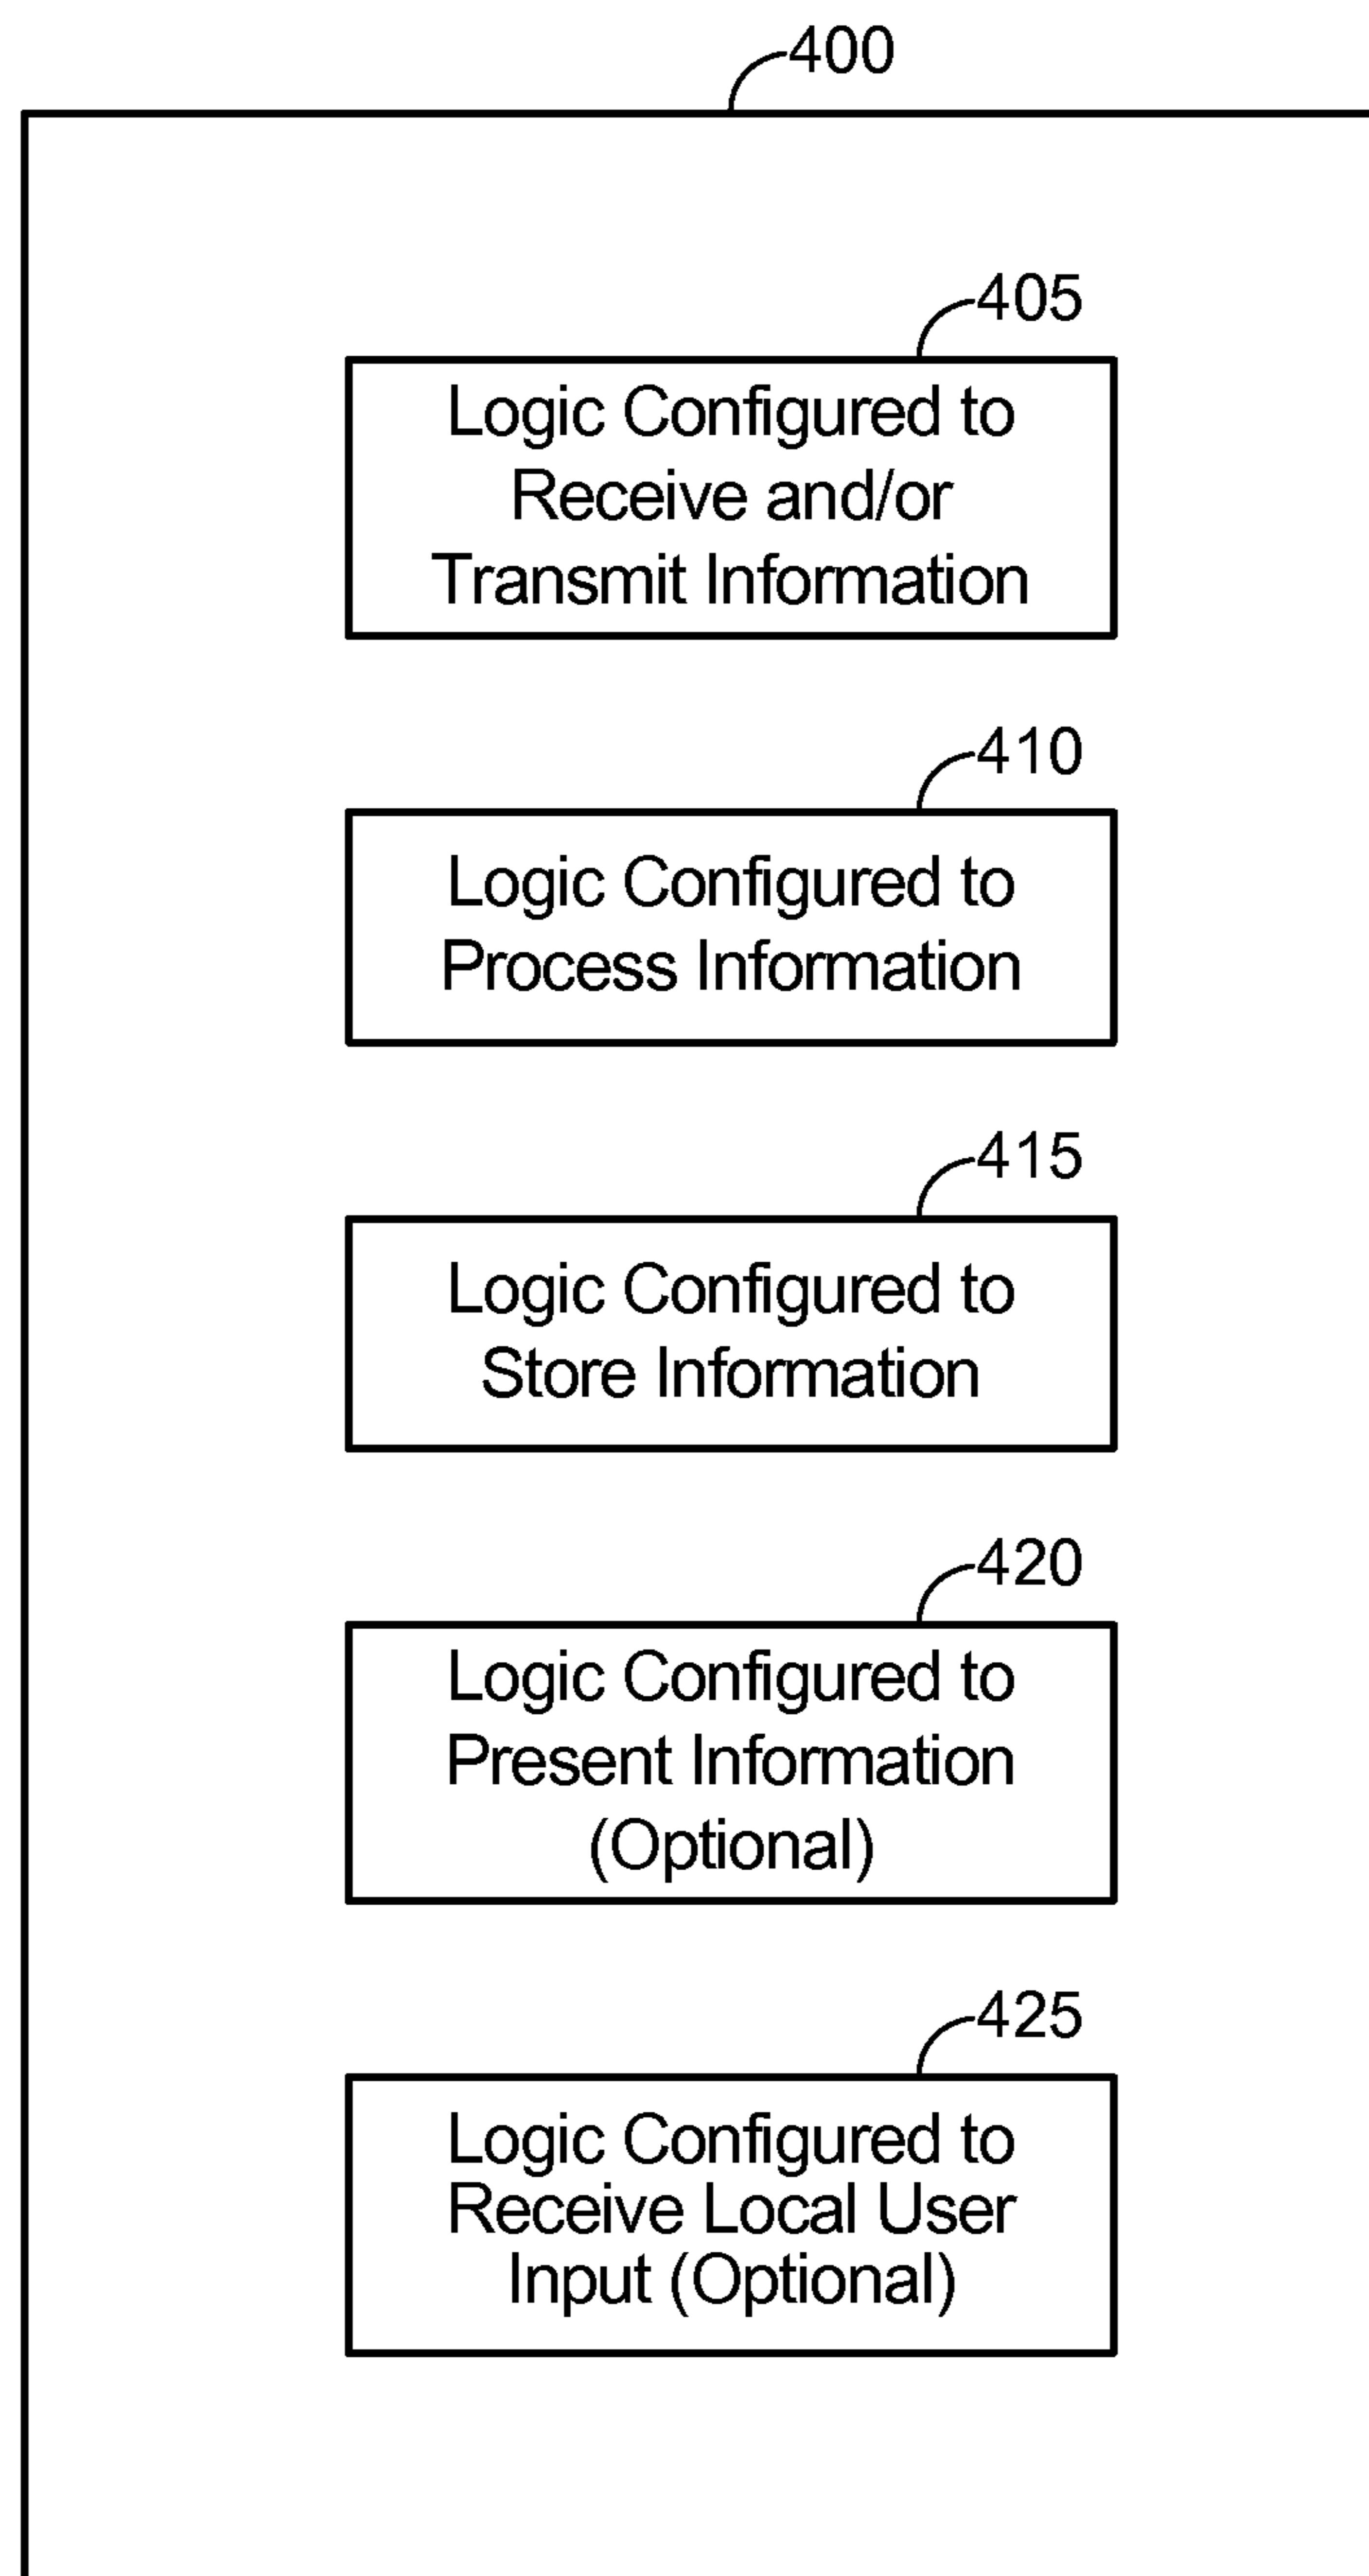 400
405
Logic Configured to
Receive and/or
Transmit Information
410
Logic Configured to
Process Information
415
Logic Configured to
Store Information
420
Logic Configured to
Present Information
(Optional)
425
Logic Configured to
Receive Local User
Input (Optional)